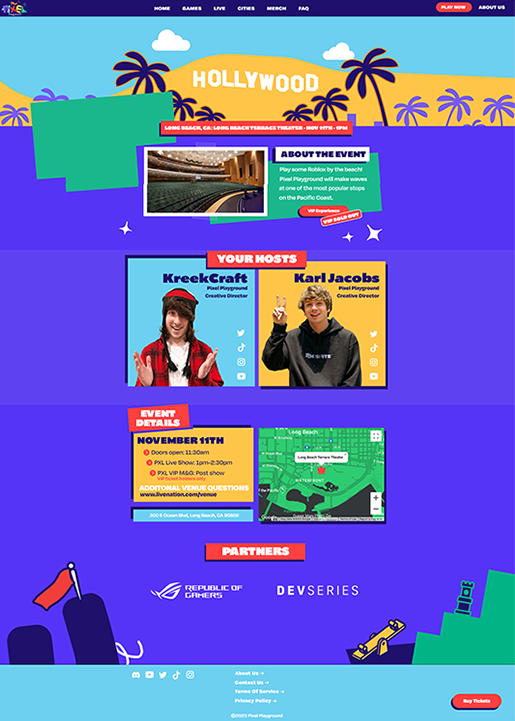 PIXEL
HOME GAMES LIVE CITIES MERCH FAQ PLAY NOW ABOUT US
HOLLYWOOD
LONG BEACH, CA: LONG BEACH TERRACE THEATER - NOV 11TH - 1PM
ABOUT THE EVENT
Play some Roblox by the beach!
Pixel Playground will make waves
at one of the most popular stops
on the Pacific Coast.
VIP Experience
VIP SOLD OUT
YOUR HOSTS
KreekCraft
Pixel Playground
Creative Director
Karl Jacobs
Pixel Playground
Creative Director
EVENT
DETAILS
NOVEMBER 11TH
Doors open: 11:30am
PXL Live Show: 1pm-2:30pm
PXL VIP M&G: Post show
VIP ticket holders only
ADDITONAL VENUE QUESTIONS
www.livenation.com/venue
300 E Ocean Blvd, Long Beach, CA 90802
Long Beach
Long Beach Terrace Theater
WATERFRONT
PARTNERS
REPUBLIC OF
GAMERS
DEVSERIES
About Us →
Contact Us →
Terms Of Service →
Privacy Policy →
©2023 Pixel Playground
Buy Tickets